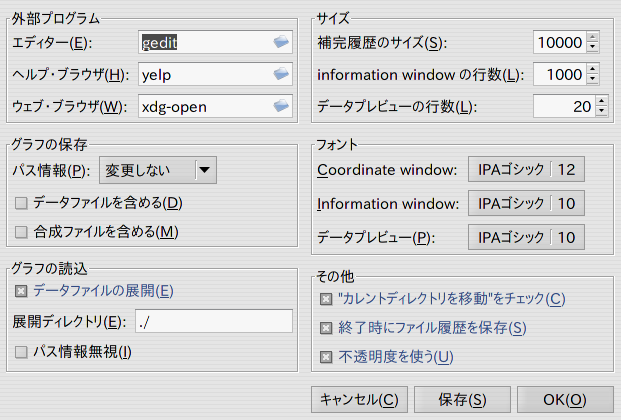 外部プログラム
エディター(E): gedit
ヘルプ・ブラウザ(H): yelp
ウェブ・ブラウザ(W): xdg-open
グラフの保存
パス情報(P): 変更しない
データファイルを含める(D)
合成ファイルを含める(M)
グラフの読込
データファイルの展開(E)
展開ディレクトリ(E): ./
パス情報無視(I)
サイズ
補完履歴のサイズ(S): 10000
information window の行数(L): 1000
データプレビューの行数(L): 20
フォント
Coordinate window: IPAゴシック 12
Information window: IPAゴシック 10
データプレビュー(P): IPAゴシック 10
その他
"カレントディレクトリを移動"をチェック(C)
終了時にファイル履歴を保存(S)
不透明度を使う(U)
キャンセル(C) 保存(S) OK(O)